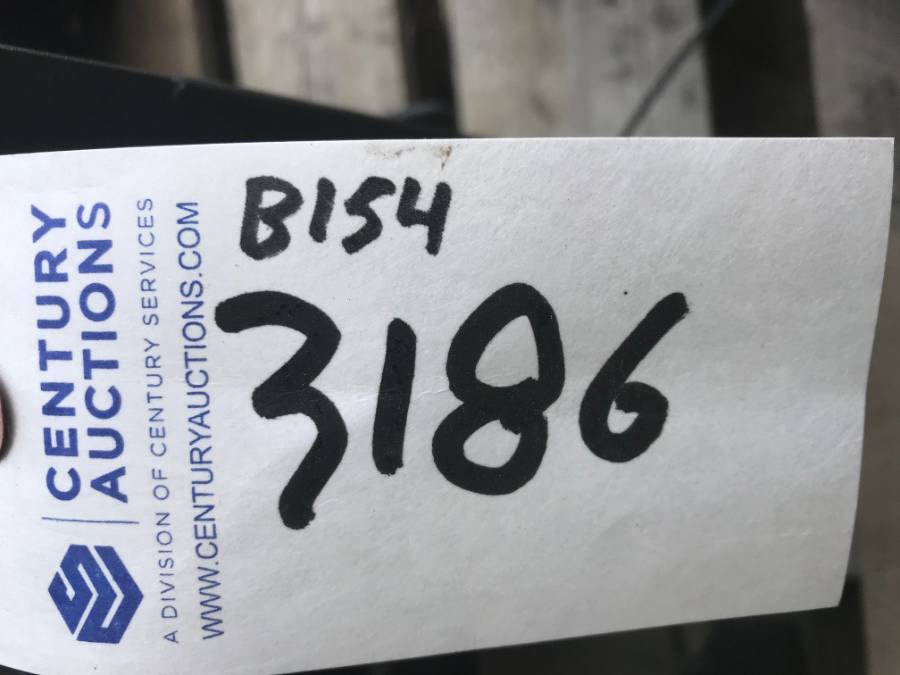 CENTURY
AUCTIONS
A DIVISION OF CENTURY SERVICES
WWW.CENTURYAUCTIONS.COM
B154
3186